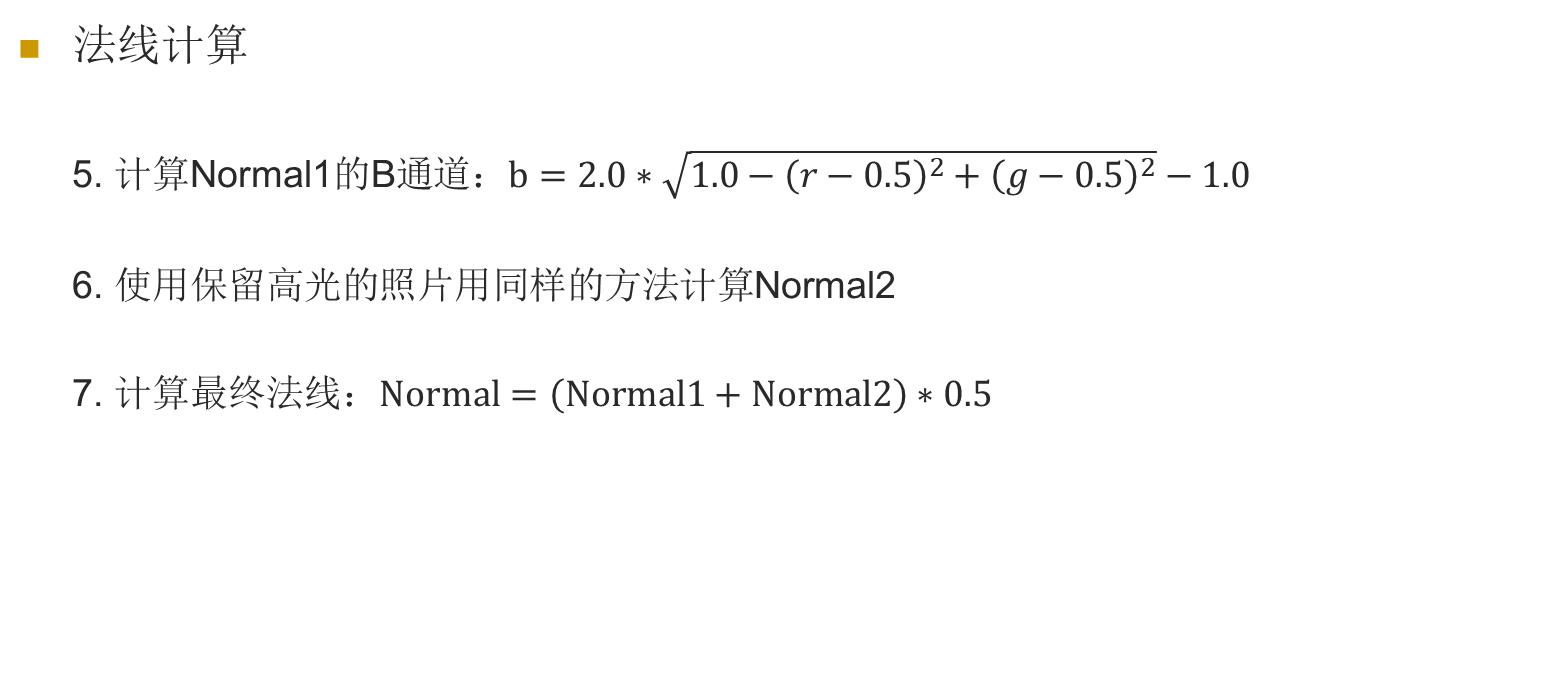 法线计算
5. 计算Normal1的B通道：b = 2.0 ∗ √(1.0 − (r − 0.5)² + (g − 0.5)²) − 1.0
6. 使用保留高光的照片用同样的方法计算Normal2
7. 计算最终法线：Normal = (Normal1 + Normal2) ∗ 0.5